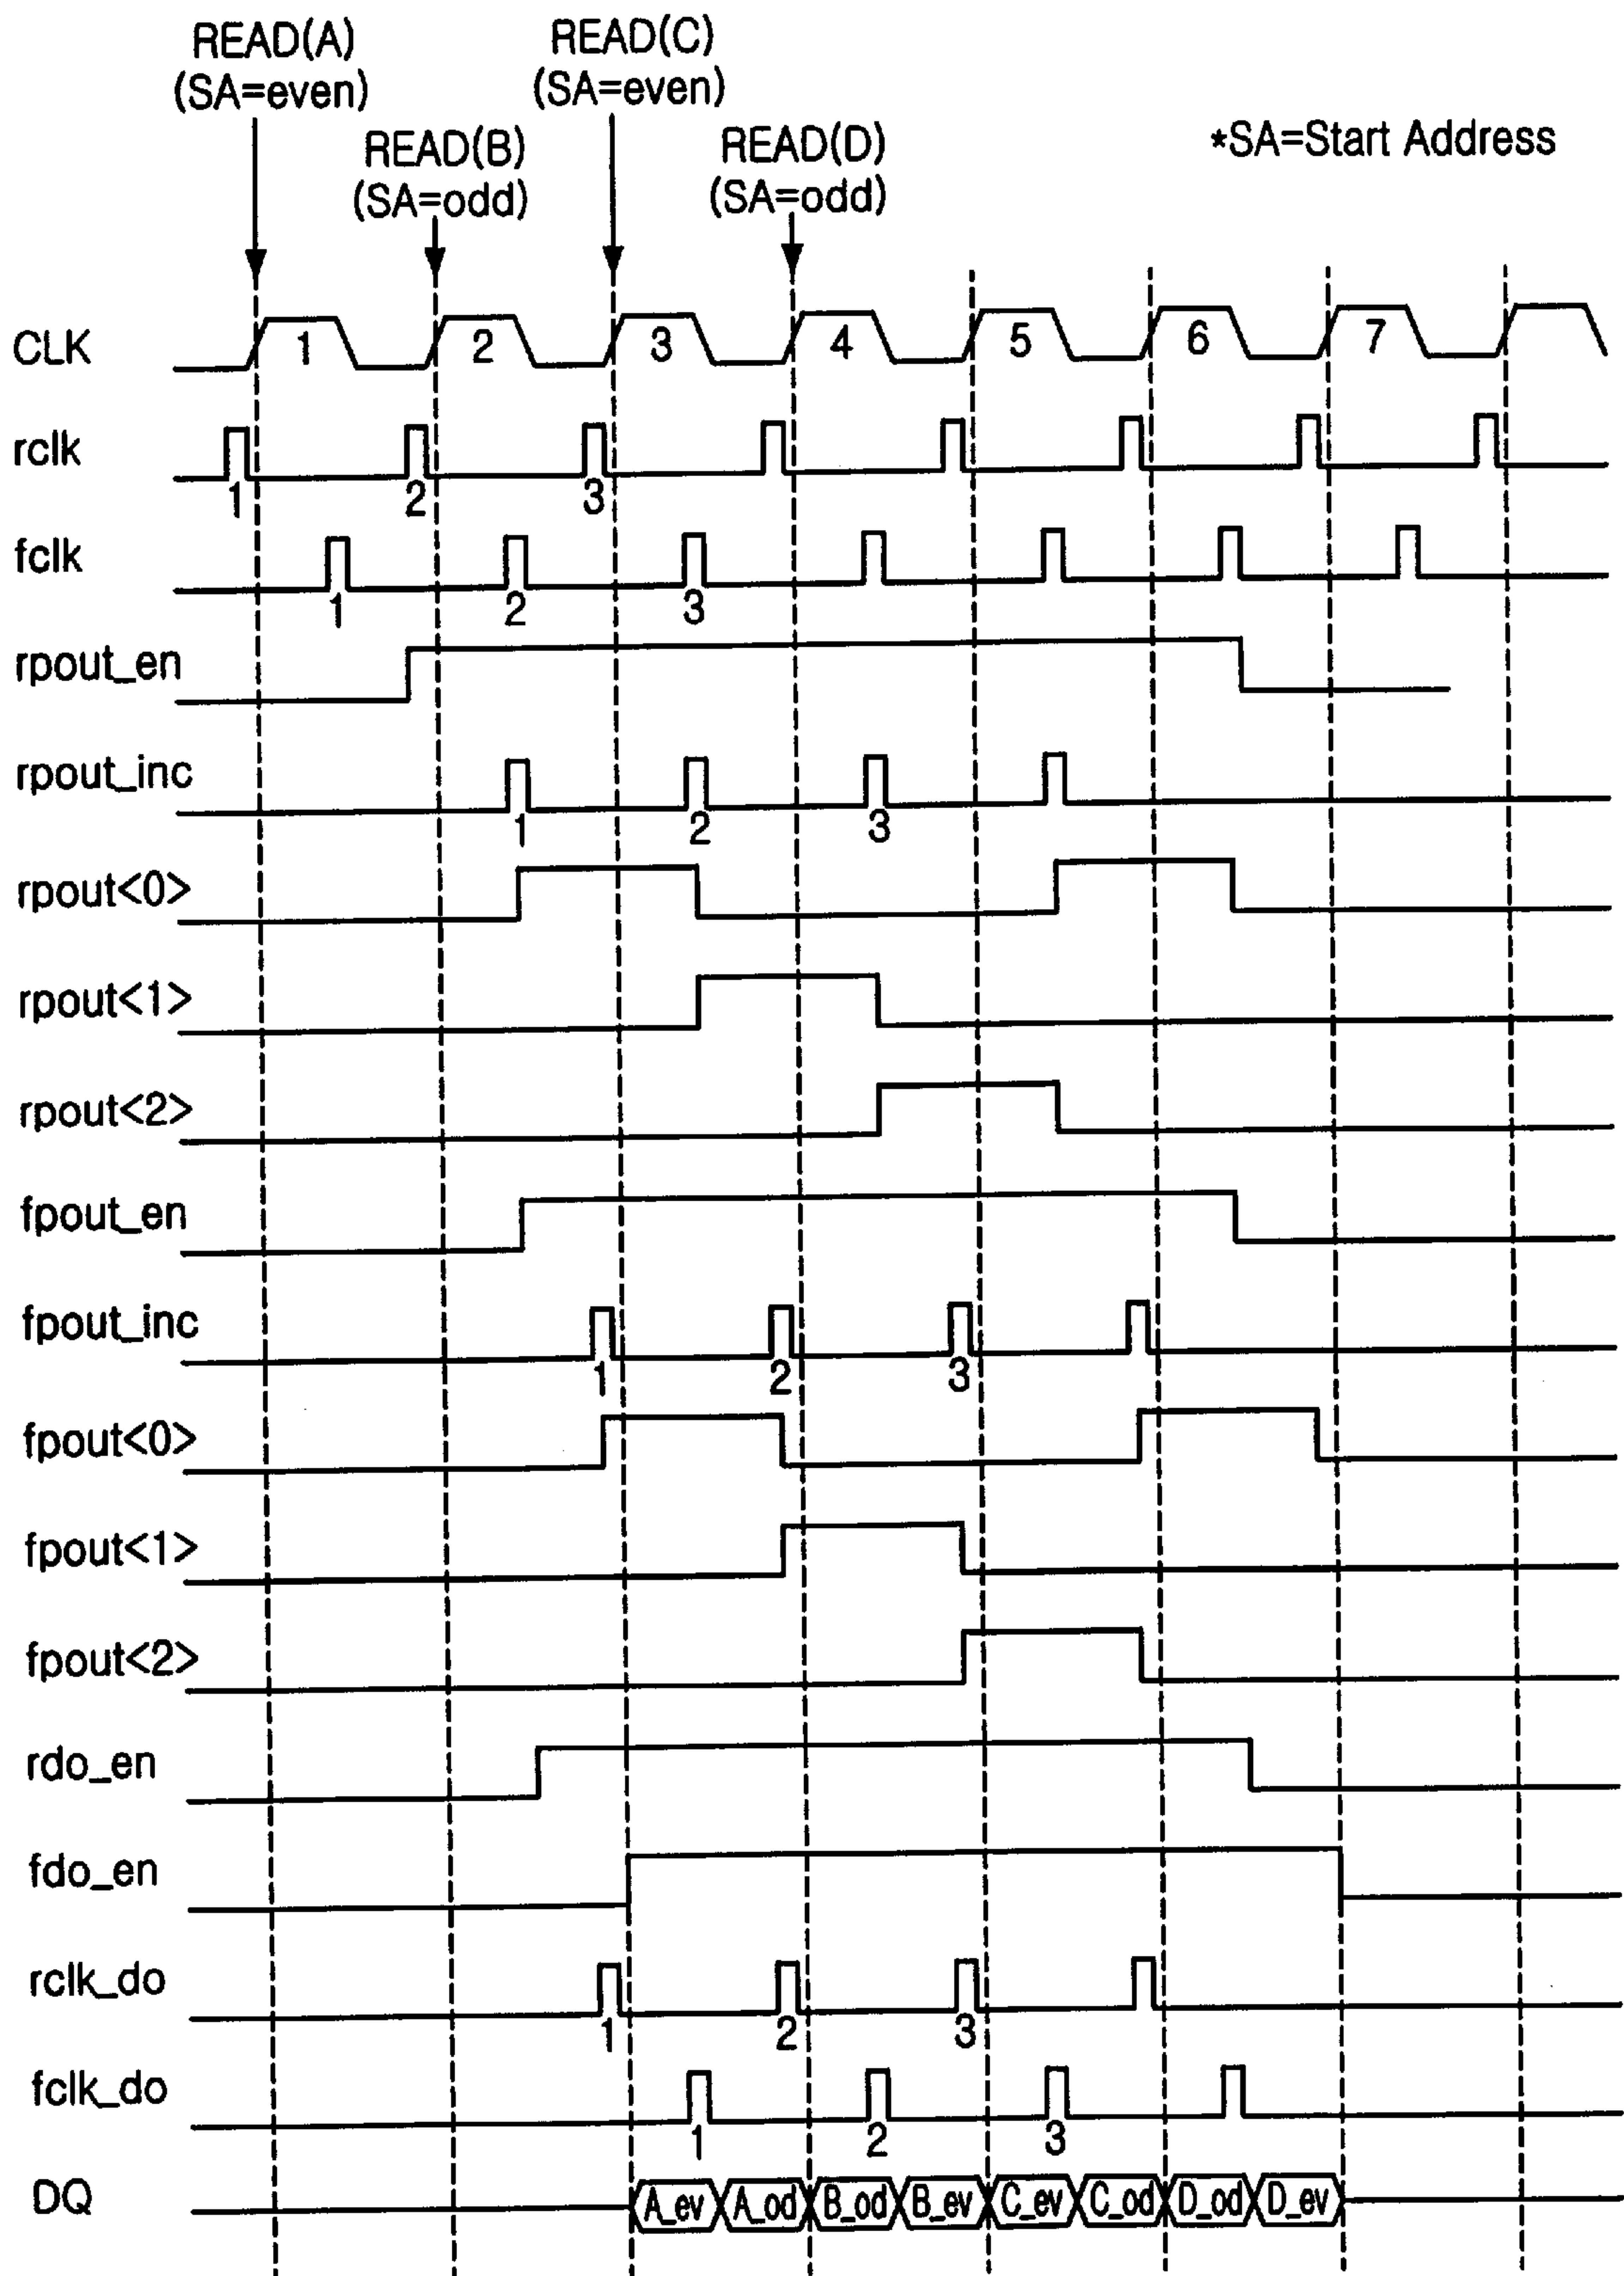 READ(A)
(SA=even)
READ(C)
(SA=even)
READ(B)
(SA=odd)
READ(D)
(SA=odd)
*SA=Start Address
CLK 1 2 3 4 5 6 7
rclk
1 2 3
fclk
1 2 3
rpout_en
rpout_inc
1 2 3
rpout<0>
rpout<1>
rpout<2>
fpout_en
fpout_inc
1 2 3
fpout<0>
fpout<1>
fpout<2>
rdo_en
fdo_en
rclk_do
1 2 3
fclk_do
1 2 3
DQ A_ev A_od B_od B_ev C_ev C_od D_od D_ev